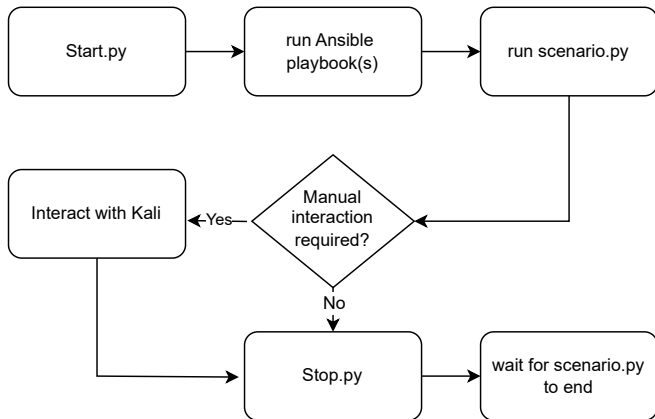 Start.py
run Ansible
playbook(s)
run scenario.py
Interact with Kali
Yes
Manual
interaction
required?
No
Stop.py
wait for scenario.py
to end